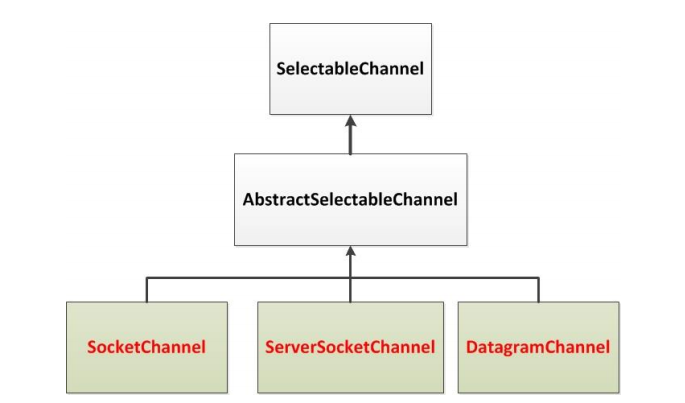 SelectableChannel
AbstractSelectableChannel
SocketChannel
ServerSocketChannel
DatagramChannel